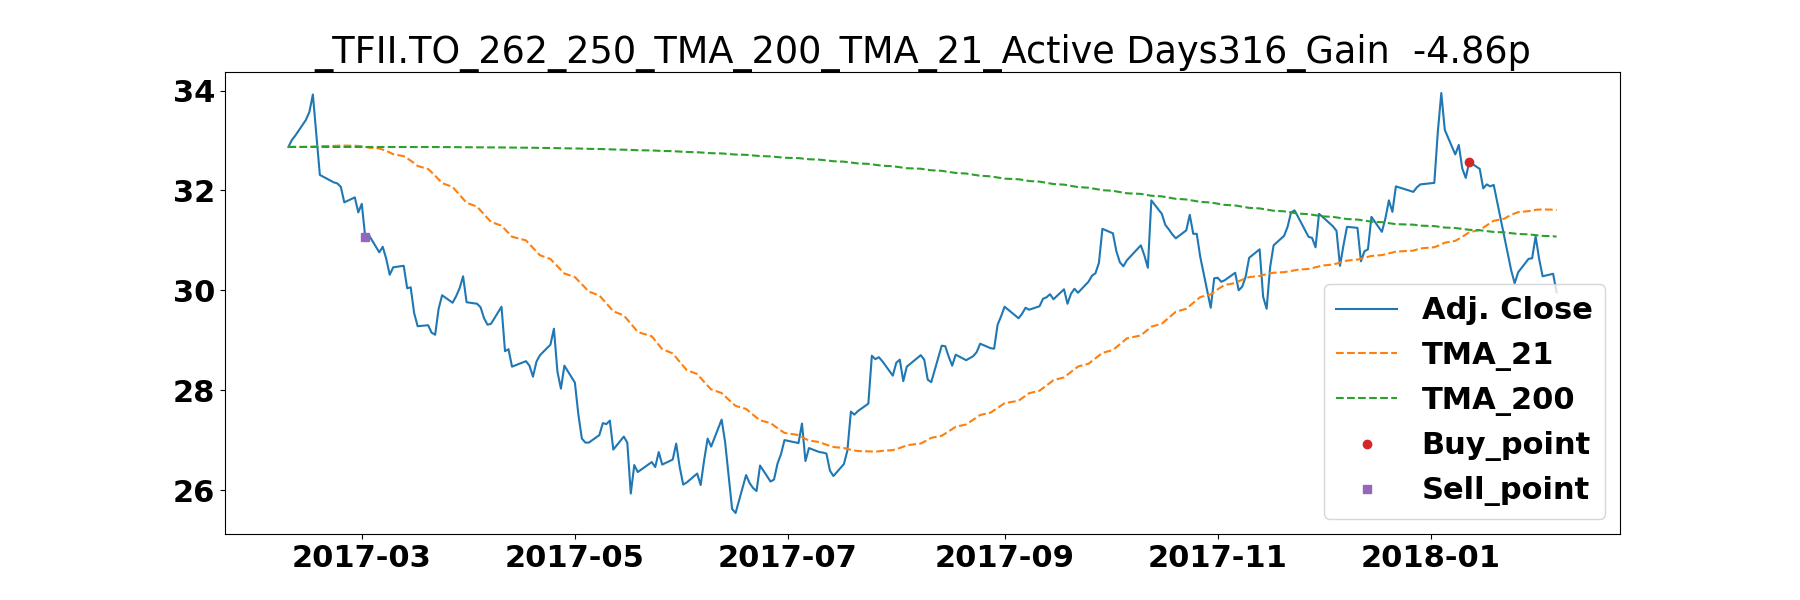 _TFII.TO_262_250_TMA_200_TMA_21_Active Days316_Gain  -4.86p
34
32
30
28
26
2017-03
2017-05
2017-07
2017-09
2017-11
2018-01
Adj. Close
TMA_21
TMA_200
Buy_point
Sell_point